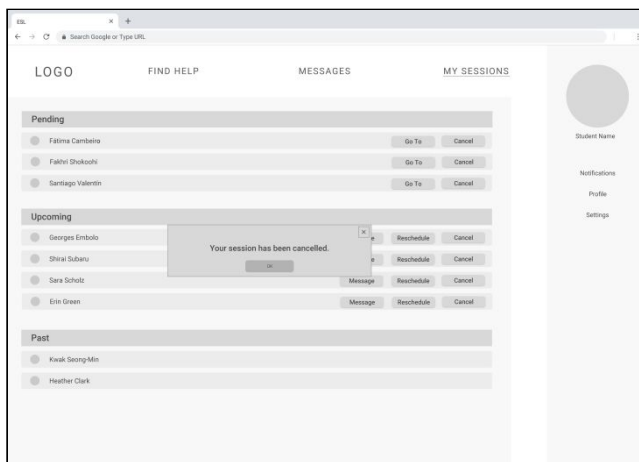 ESL × +
Search Google or Type URL
LOGO FIND HELP MESSAGES MY SESSIONS
Student Name
Notifications
Profile
Settings
Pending
Fátima Cambeiro Go To Cancel
Fakhri Shokoohi Go To Cancel
Santiago Valentín Go To Cancel
Upcoming
Georges Embolo Reschedule Cancel
Your session has been cancelled.
Shirai Subaru Reschedule Cancel
Sara Scholz Message Reschedule Cancel
Erin Green Message Reschedule Cancel
Past
Kwak Seong-Min
Heather Clark